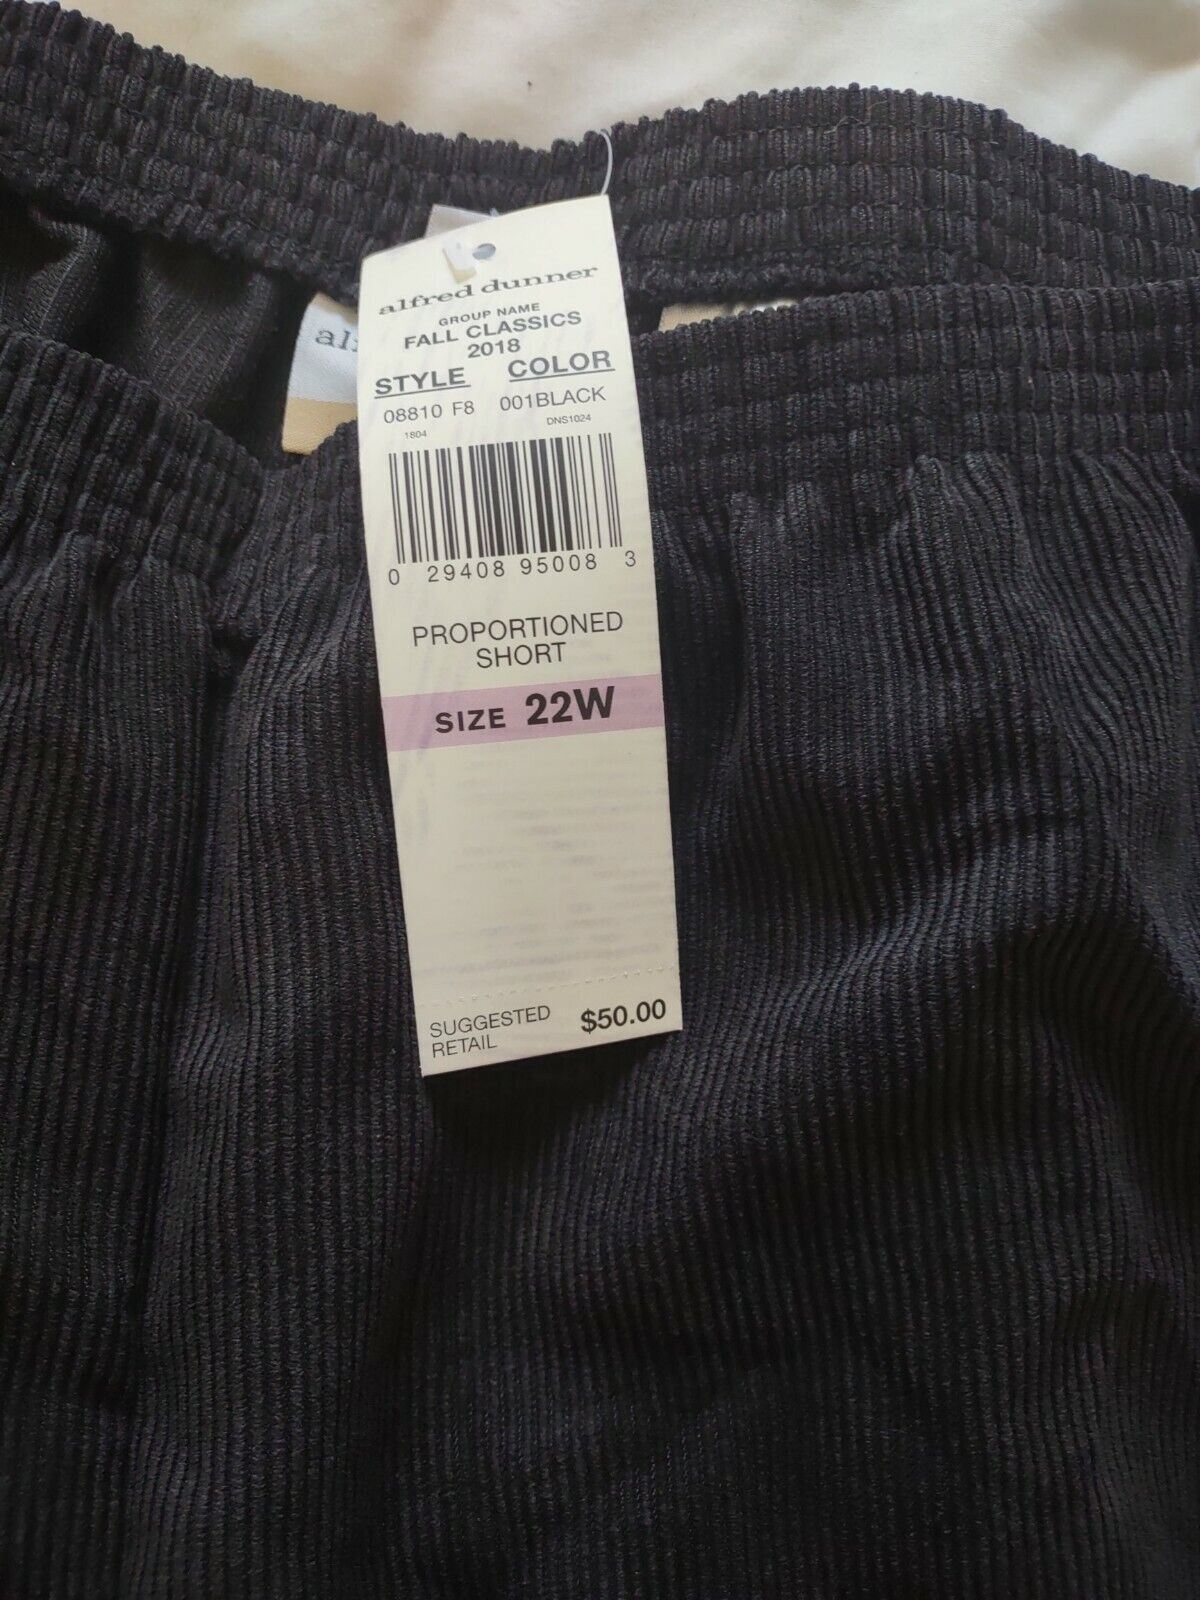 alfred dunner
GROUP NAME
FALL CLASSICS
2018
STYLE COLOR
08810 F8 001BLACK
1804 DNS1024
0 29408 95008 3
PROPORTIONED
SHORT
SIZE 22W
SUGGESTED
RETAIL $50.00
al